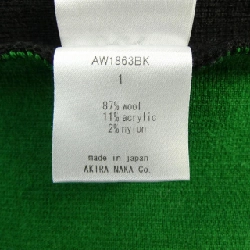 AW1863BK
1
87% wool
11% acrylic
2% nylon
made in japan
AKIRA NAKA Co.